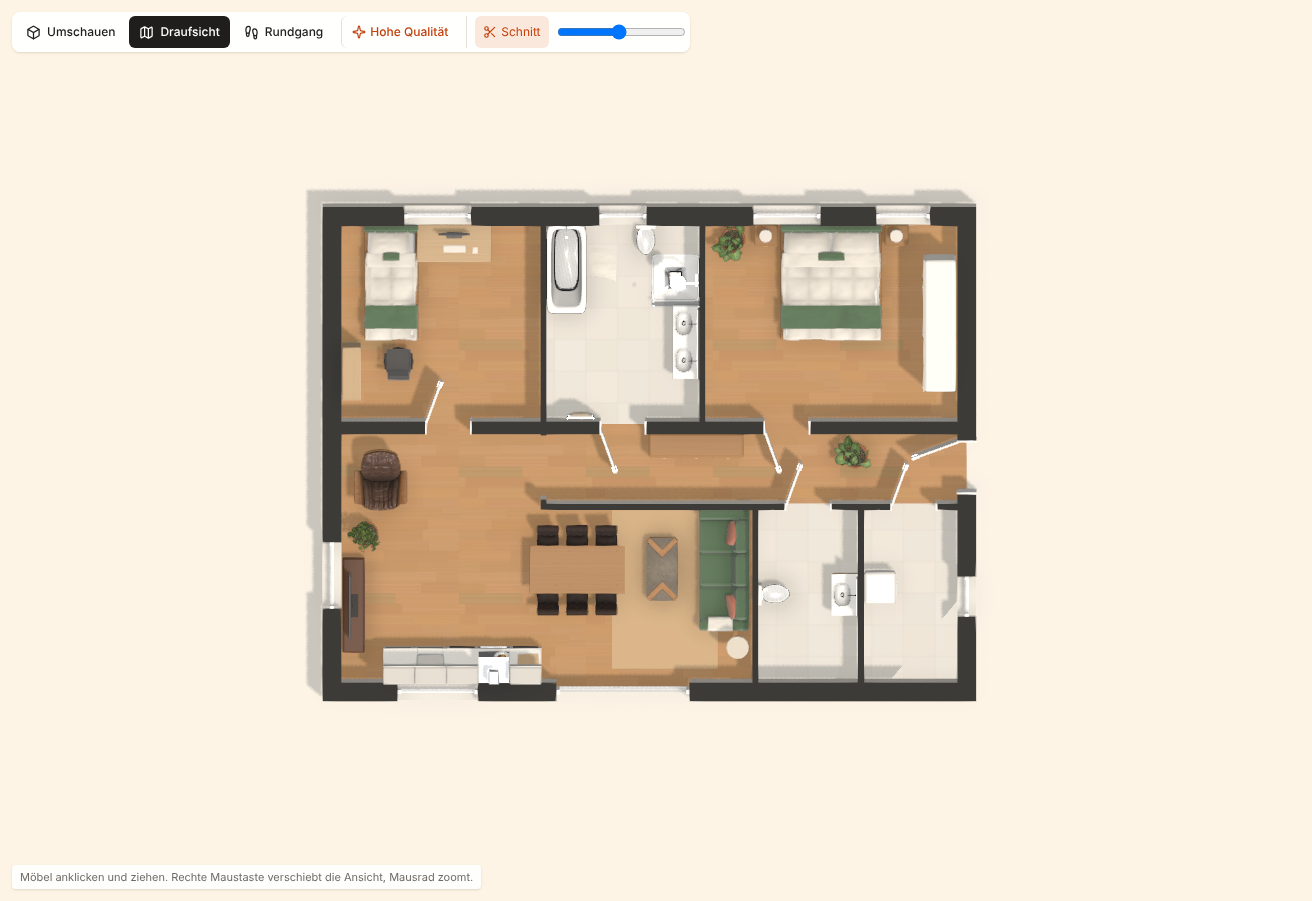 Umschauen Draufsicht Rundgang Hohe Qualität Schnitt
Möbel anklicken und ziehen. Rechte Maustaste verschiebt die Ansicht, Mausrad zoomt.